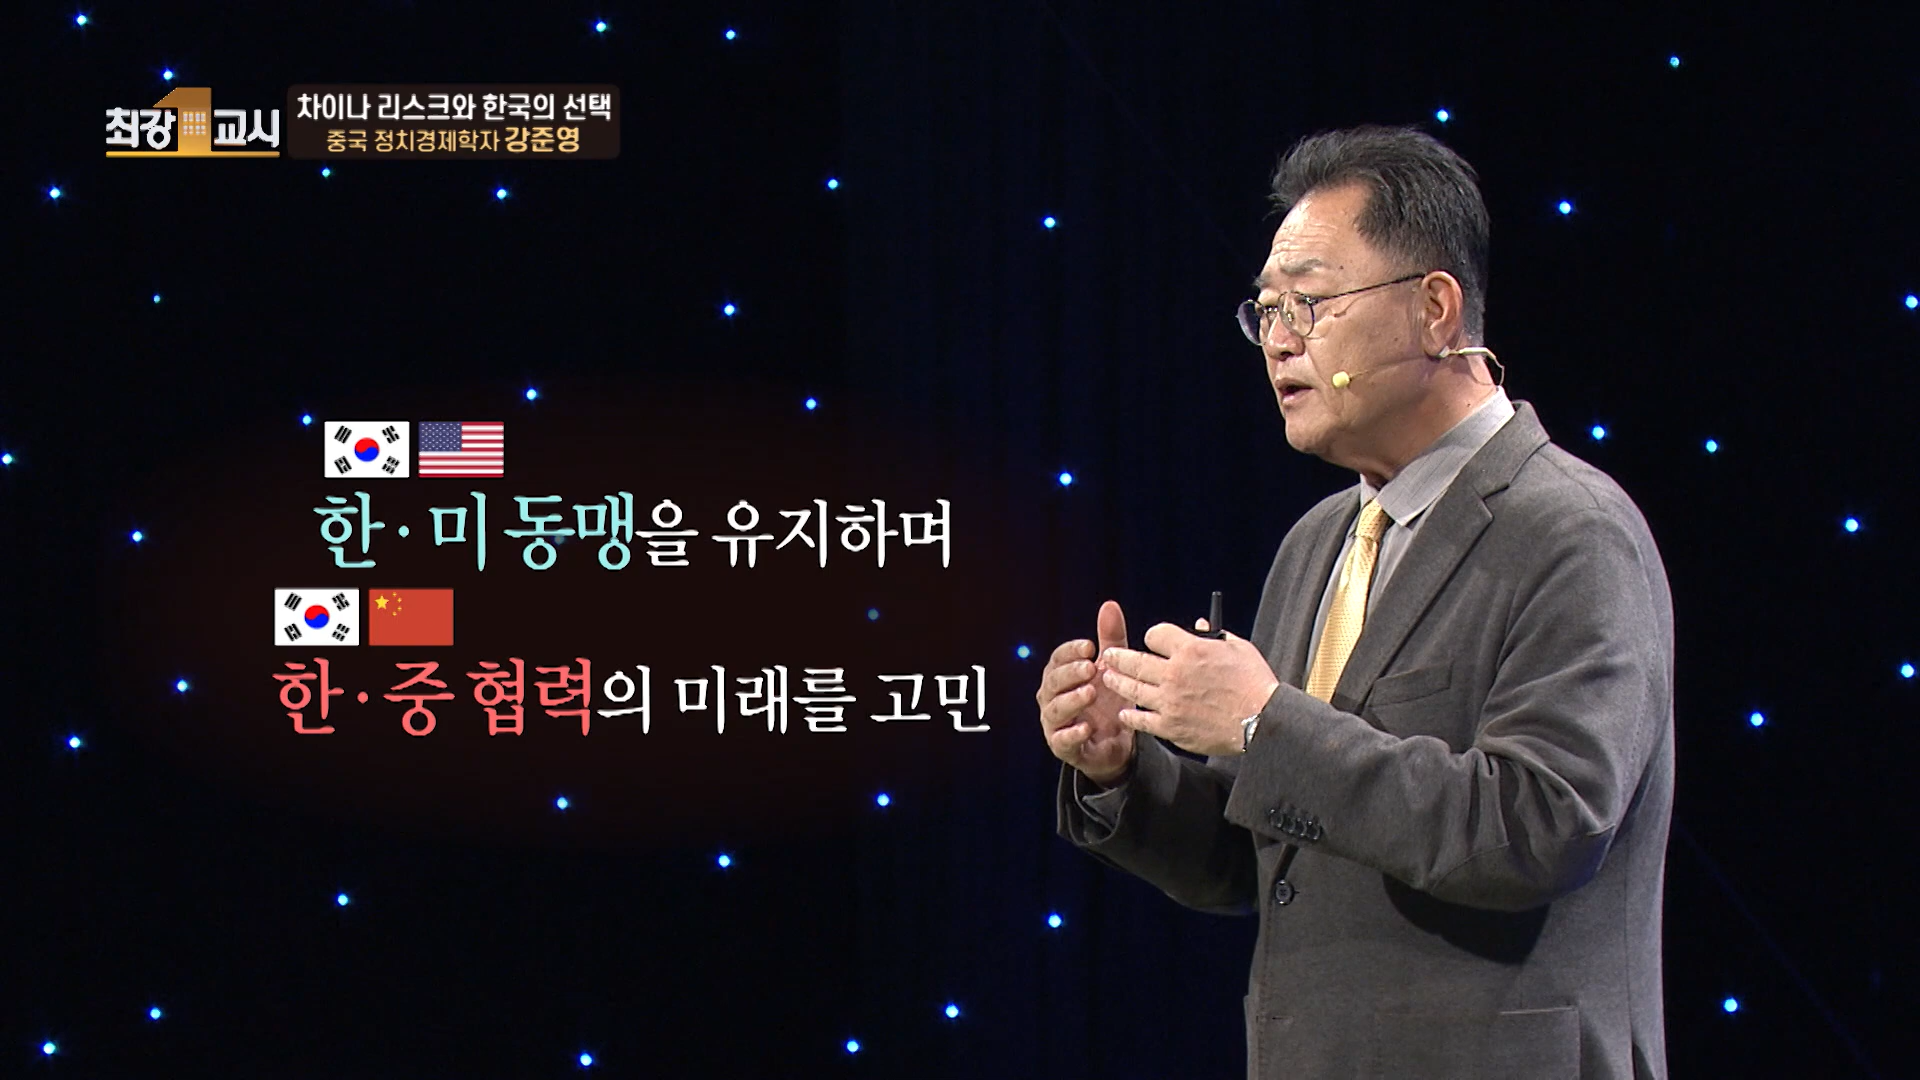 최강1교시
차이나 리스크와 한국의 선택
중국 정치경제학자 강준영
한·미 동맹을 유지하며
한·중 협력의 미래를 고민